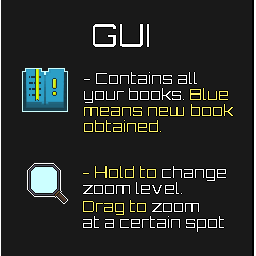 GUI
- Contains all
your books. Blue
means new book
obtained.
- Hold to change
zoom level.
Drag to zoom
at a certain spot